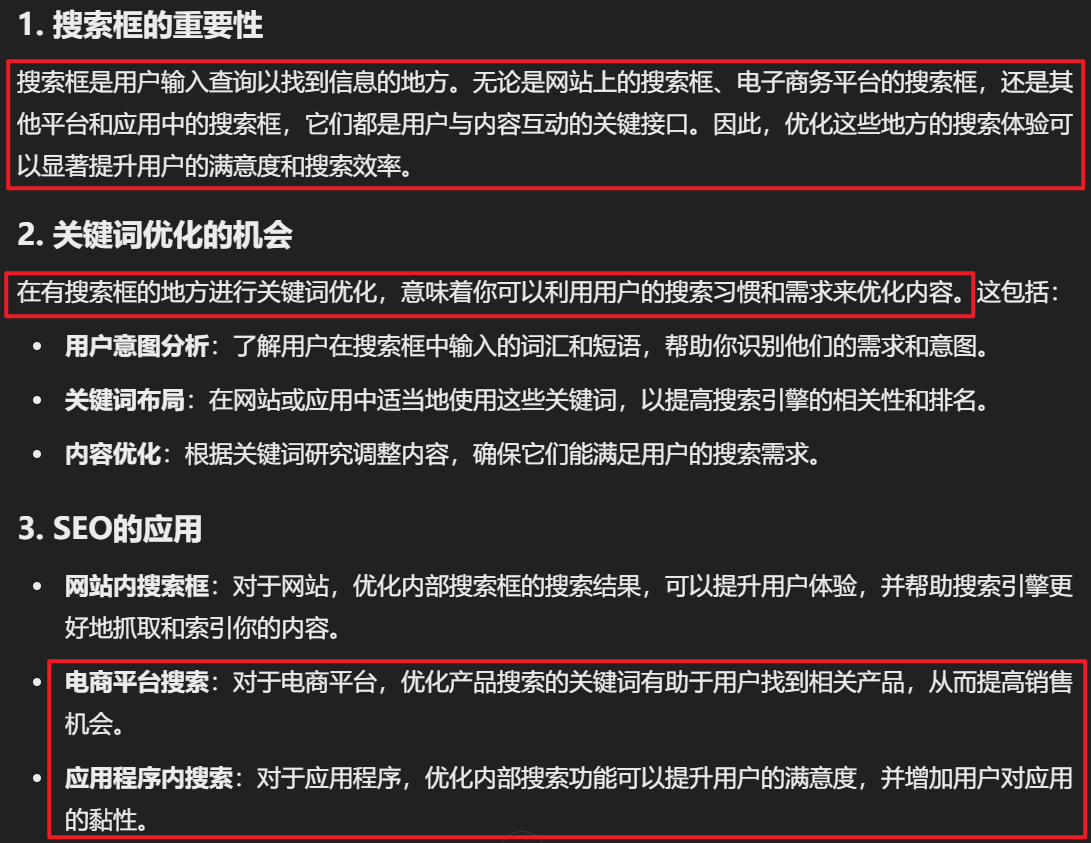 1. 搜索框的重要性
搜索框是用户输入查询以找到信息的地方。无论是网站上的搜索框、电子商务平台的搜索框，还是其
他平台和应用中的搜索框，它们都是用户与内容互动的关键接口。因此，优化这些地方的搜索体验可
以显著提升用户的满意度和搜索效率。
2. 关键词优化的机会
在有搜索框的地方进行关键词优化，意味着你可以利用用户的搜索习惯和需求来优化内容。这包括：
• 用户意图分析：了解用户在搜索框中输入的词汇和短语，帮助你识别他们的需求和意图。
• 关键词布局：在网站或应用中适当地使用这些关键词，以提高搜索引擎的相关性和排名。
• 内容优化：根据关键词研究调整内容，确保它们能满足用户的搜索需求。
3. SEO的应用
• 网站内搜索框：对于网站，优化内部搜索框的搜索结果，可以提升用户体验，并帮助搜索引擎更
好地抓取和索引你的内容。
• 电商平台搜索：对于电商平台，优化产品搜索的关键词有助于用户找到相关产品，从而提高销售
机会。
• 应用程序内搜索：对于应用程序，优化内部搜索功能可以提升用户的满意度，并增加用户对应用
的黏性。